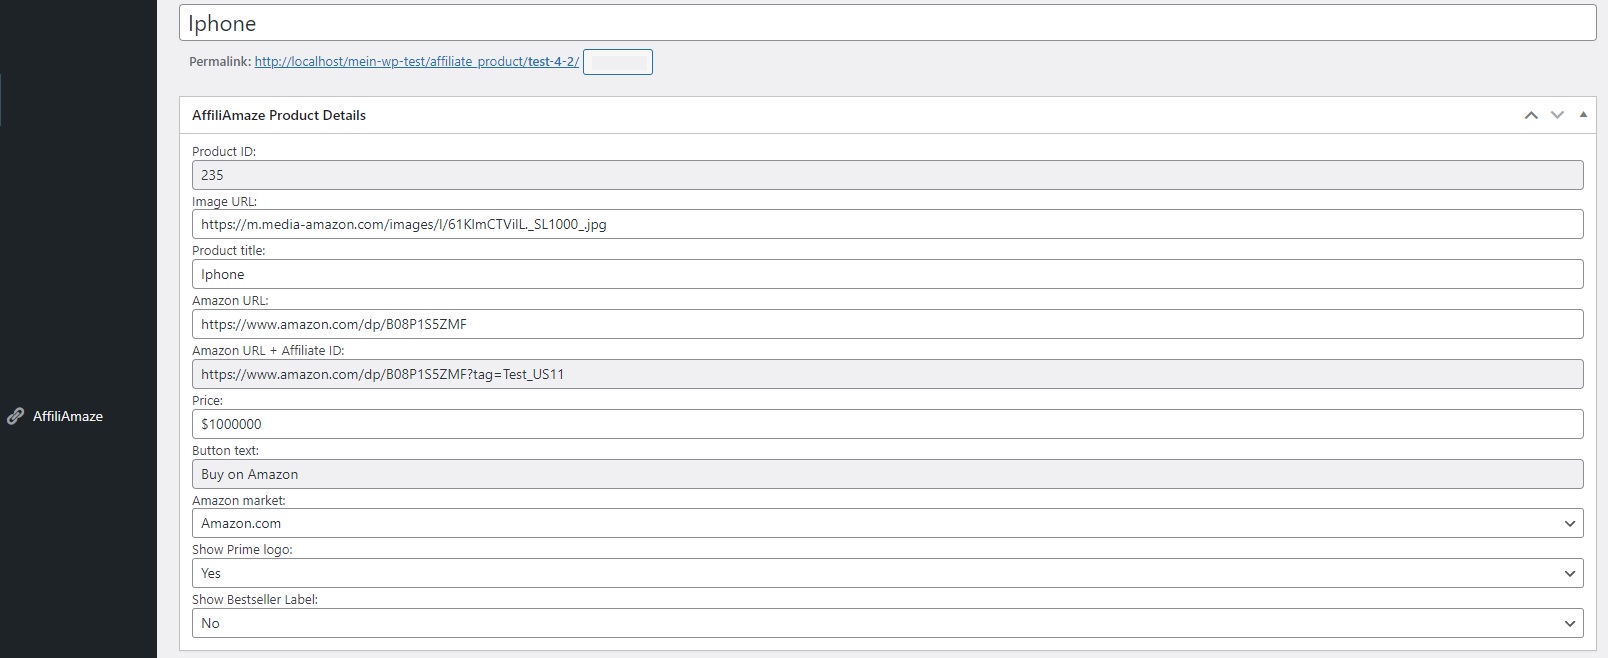 Iphone
Permalink: http://localhost/mein-wp-test/affiliate_product/test-4-2/
AffiliAmaze Product Details
Product ID:
235
Image URL:
https://m.media-amazon.com/images/I/61KImCTViIL._SL1000_.jpg
Product title:
Iphone
Amazon URL:
https://www.amazon.com/dp/B08P1S5ZMF
Amazon URL + Affiliate ID:
https://www.amazon.com/dp/B08P1S5ZMF?tag=Test_US11
Price:
$1000000
AffiliAmaze
Button text:
Buy on Amazon
Amazon market:
Amazon.com
Show Prime logo:
Yes
Show Bestseller Label:
No